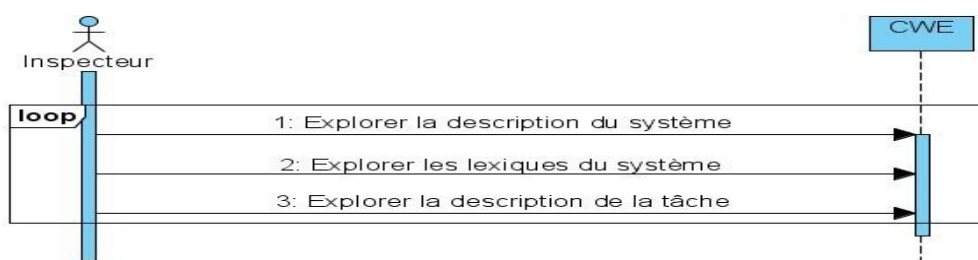 CWE
Inspecteur
loop
1: Explorer la description du système
2: Explorer les lexiques du système
3: Explorer la description de la tâche